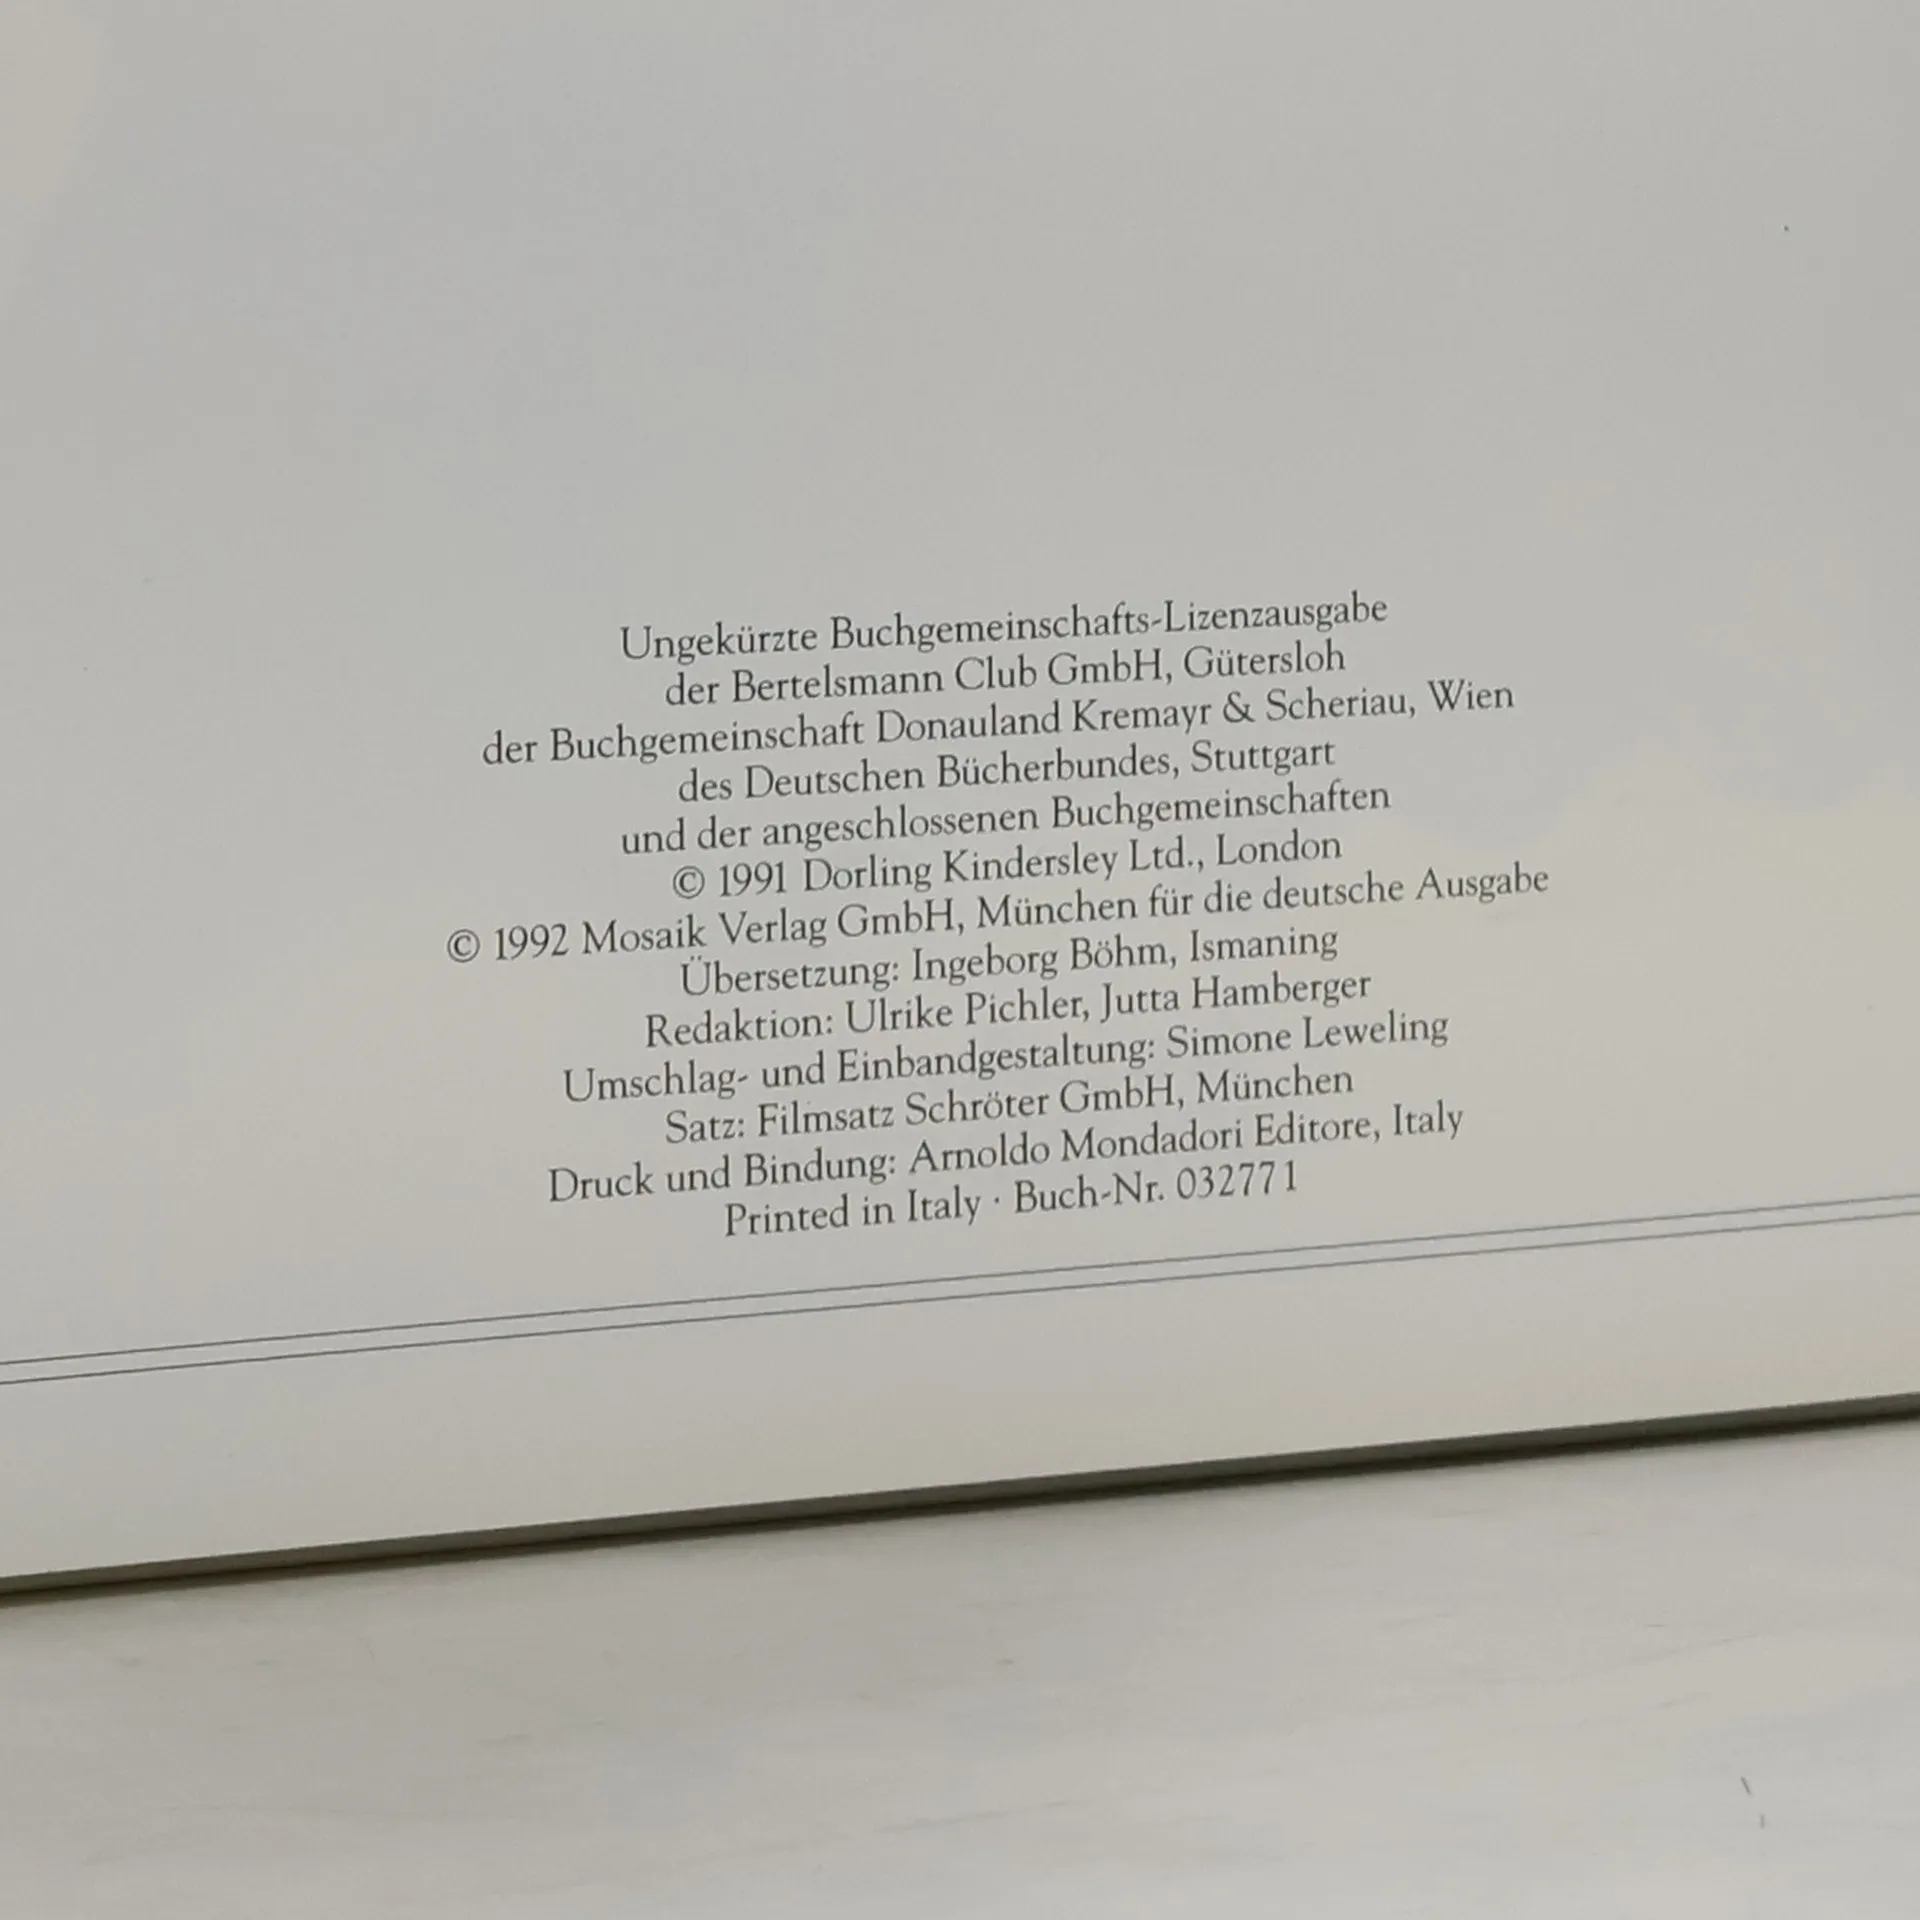 Ungekürzte Buchgemeinschafts-Lizenzausgabe
der Bertelsmann Club GmbH, Gütersloh
der Buchgemeinschaft Donauland Kremayr & Scheriau, Wien
des Deutschen Bücherbundes, Stuttgart
und der angeschlossenen Buchgemeinschaften
© 1991 Dorling Kindersley Ltd., London
© 1992 Mosaik Verlag GmbH, München für die deutsche Ausgabe
Übersetzung: Ingeborg Böhm, Ismaning
Redaktion: Ulrike Pichler, Jutta Hamberger
Umschlag- und Einbandgestaltung: Simone Leweling
Satz: Filmsatz Schröter GmbH, München
Druck und Bindung: Arnoldo Mondadori Editore, Italy
Printed in Italy · Buch-Nr. 032771